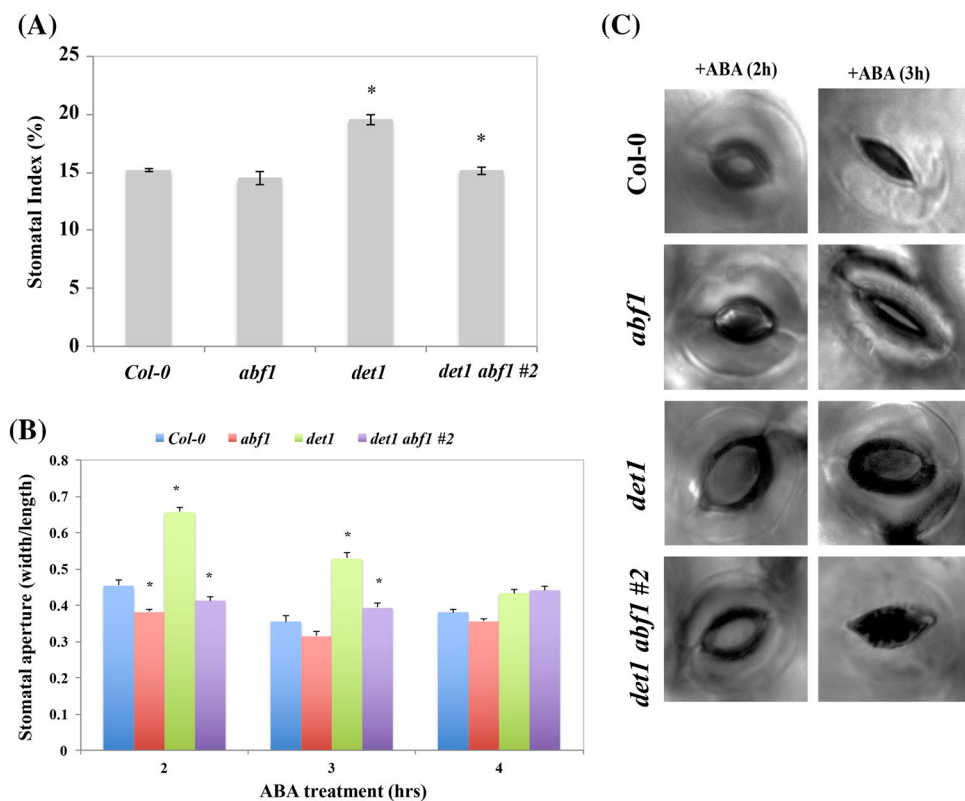 (A)
25
20
15
10
5
0
Stomatal Index (%)
*
*
Col-0
abf1
det1
det1 abf1 #2
(B)
Col-0 abf1 det1 det1 abf1 #2
0.8
0.7
0.6
0.5
0.4
0.3
0.2
0.1
0
Stomatal aperture (width/length)
*
*
*
*
*
2
3
4
ABA treatment (hrs)
(C)
+ABA (2h)
+ABA (3h)
Col-0
abf1
det1
det1 abf1 #2